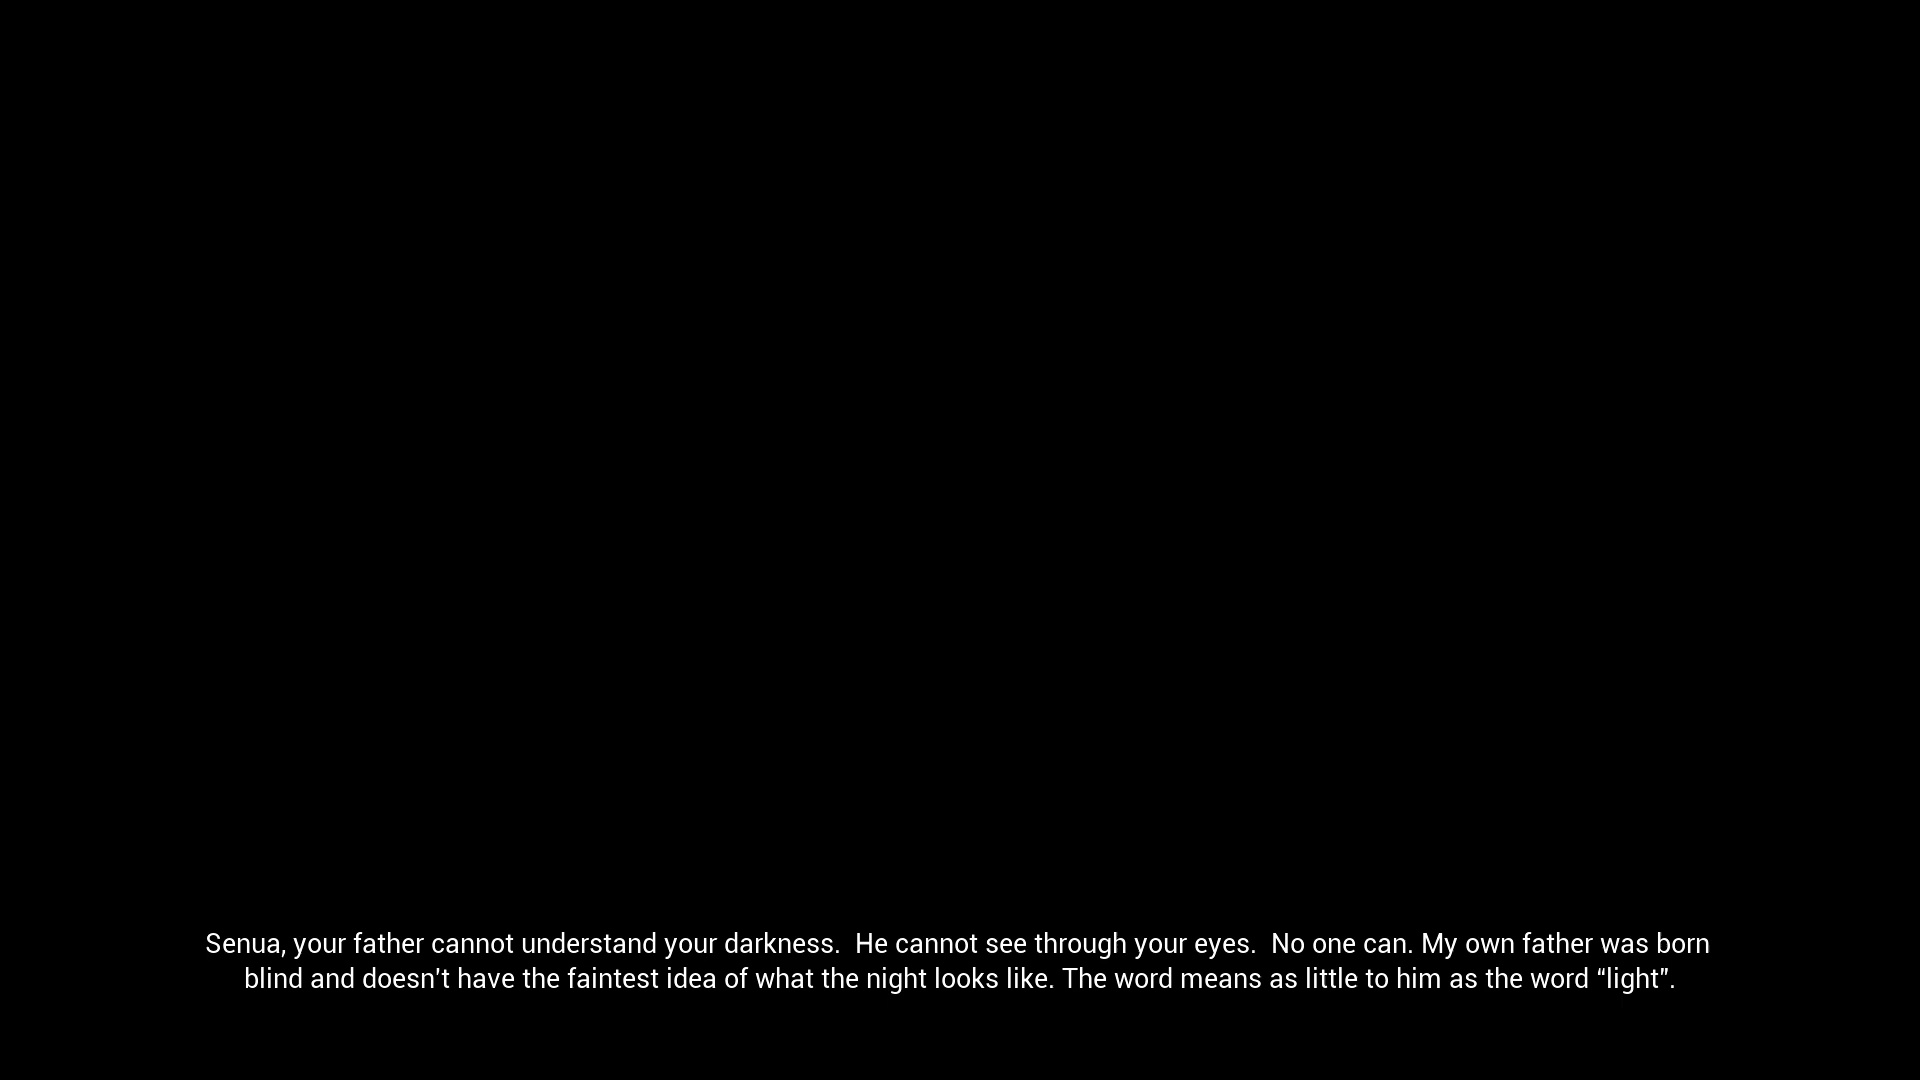 Senua, your father cannot understand your darkness.  He cannot see through your eyes.  No one can. My own father was born
blind and doesn't have the faintest idea of what the night looks like. The word means as little to him as the word “light”.